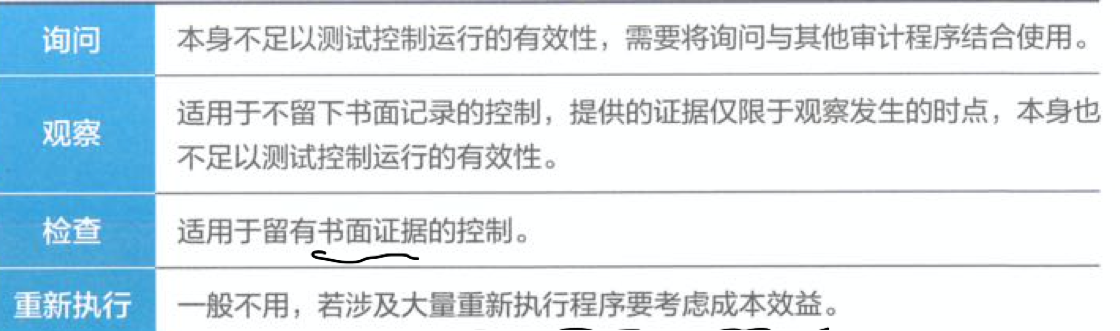 询问
本身不足以测试控制运行的有效性，需要将询问与其他审计程序结合使用。
观察
适用于不留下书面记录的控制，提供的证据仅限于观察发生的时点，本身也
不足以测试控制运行的有效性。
检查
适用于留有书面证据的控制。
重新执行
一般不用，若涉及大量重新执行程序要考虑成本效益。